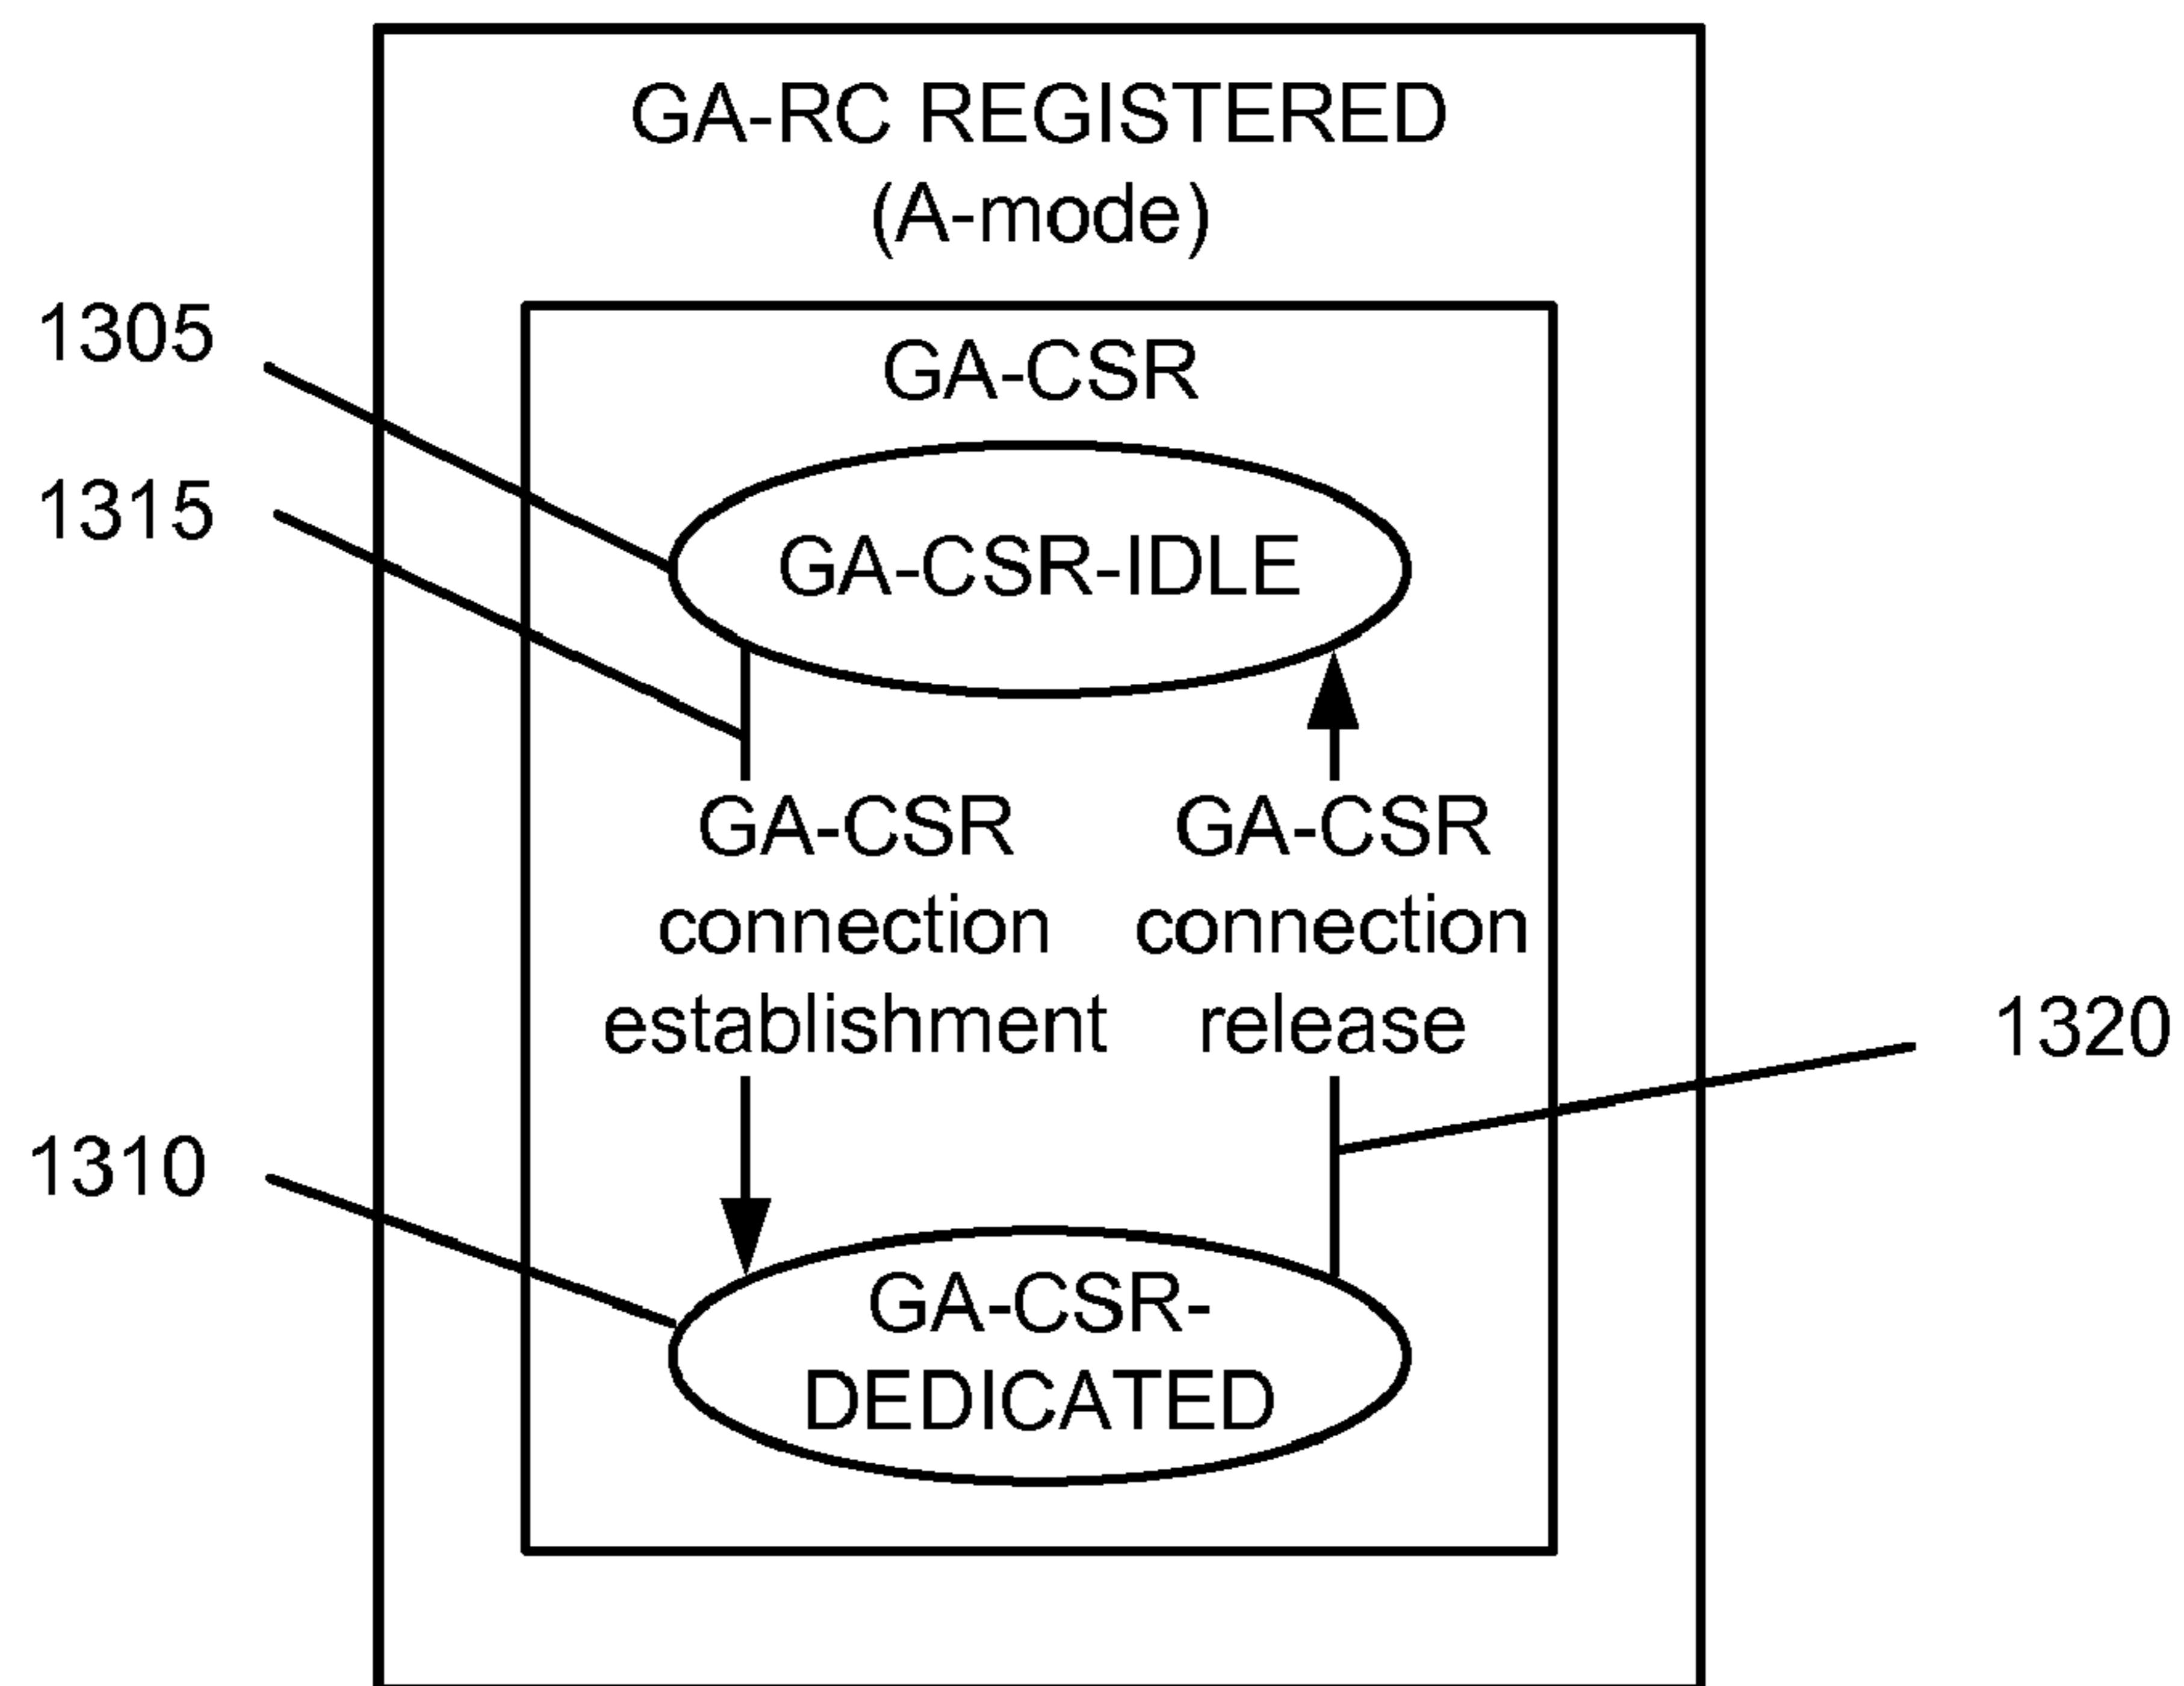 GA-RC REGISTERED
(A-mode)
1305
GA-CSR
1315
GA-CSR-IDLE
GA-CSR
connection
establishment
GA-CSR
connection
release
1320
1310
GA-CSR-
DEDICATED